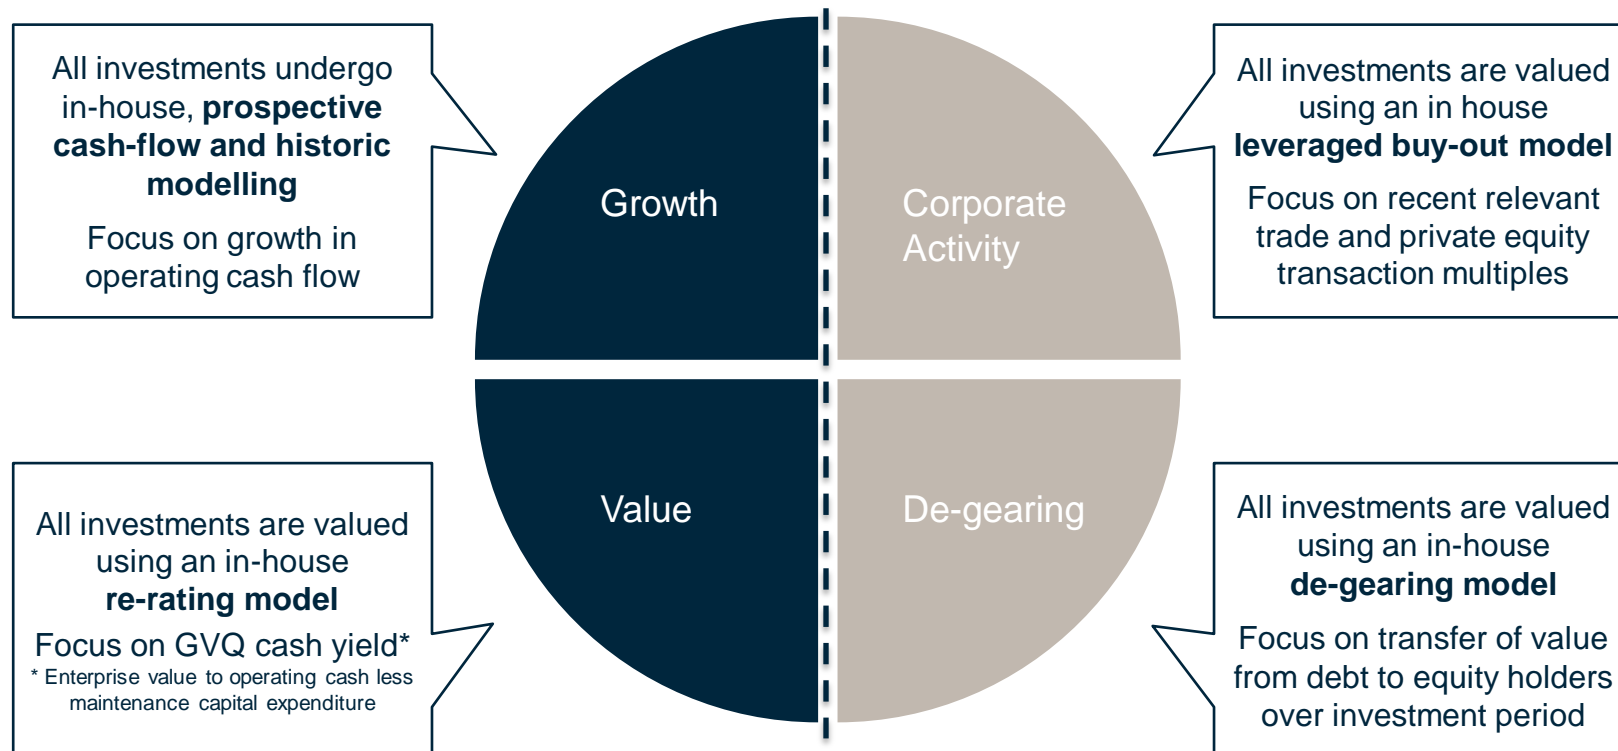 All investments undergo
in-house, prospective
cash-flow and historic
modelling
Focus on growth in
operating cash flow
Growth
Corporate
Activity
All investments are valued
using an in house
leveraged buy-out model
Focus on recent relevant
trade and private equity
transaction multiples
All investments are valued
using an in-house
re-rating model
Focus on GVQ cash yield*
* Enterprise value to operating cash less
maintenance capital expenditure
Value
De-gearing
All investments are valued
using an in-house
de-gearing model
Focus on transfer of value
from debt to equity holders
over investment period